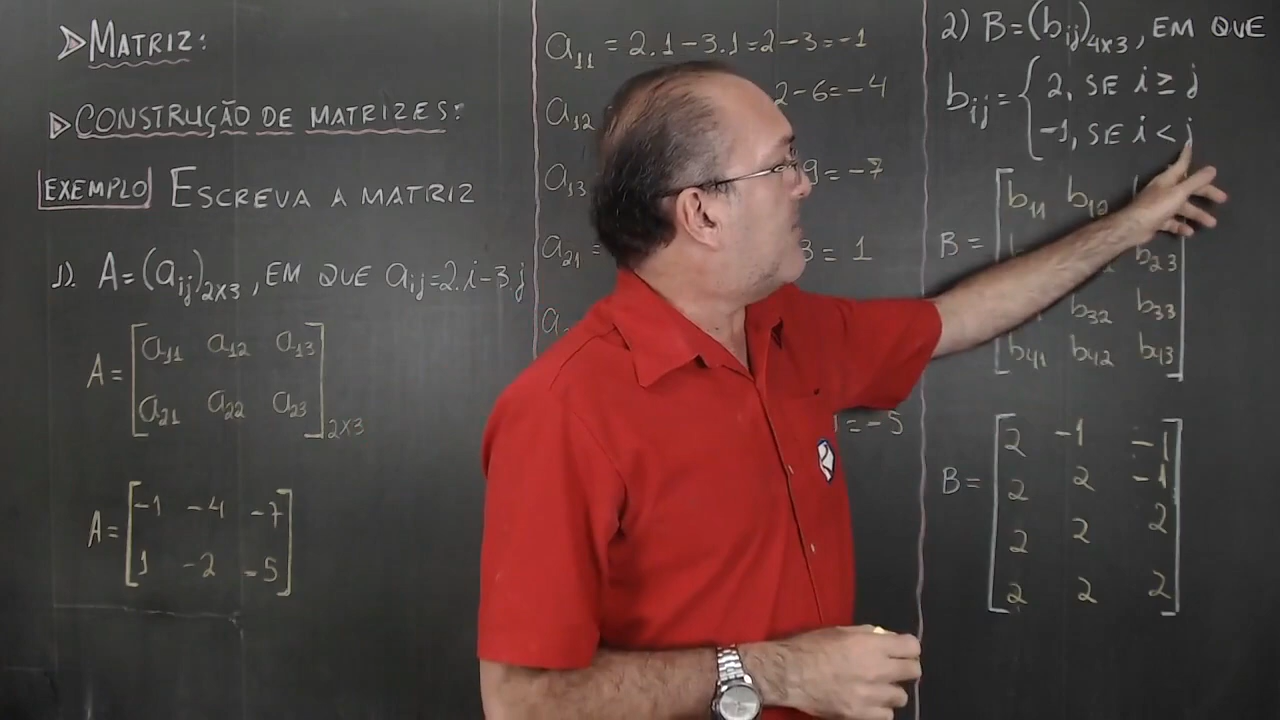 MATRIZ:
CONSTRUÇÃO DE MATRIZES:
EXEMPLO ESCREVA A MATRIZ
1). A=(aij)2x3, EM QUE aij=2.i-3.j
A= a11 a12 a13
a21 a22 a23 2x3
A= -1 -4 -7
1 -2 -5
a11 = 2.1-3.1=2-3=-1
a12 2-6=-4
a13 9=-7
a21 = 3=1
=-5
2) B=(bij)4x3, EM QUE
bij= { 2, SE i ≥ j
-1, SE i < j
b11 b12
B= b23
b32 b33
b41 b42 b43
B= 2 -1 -1
2 2 -1
2 2 2
2 2 2